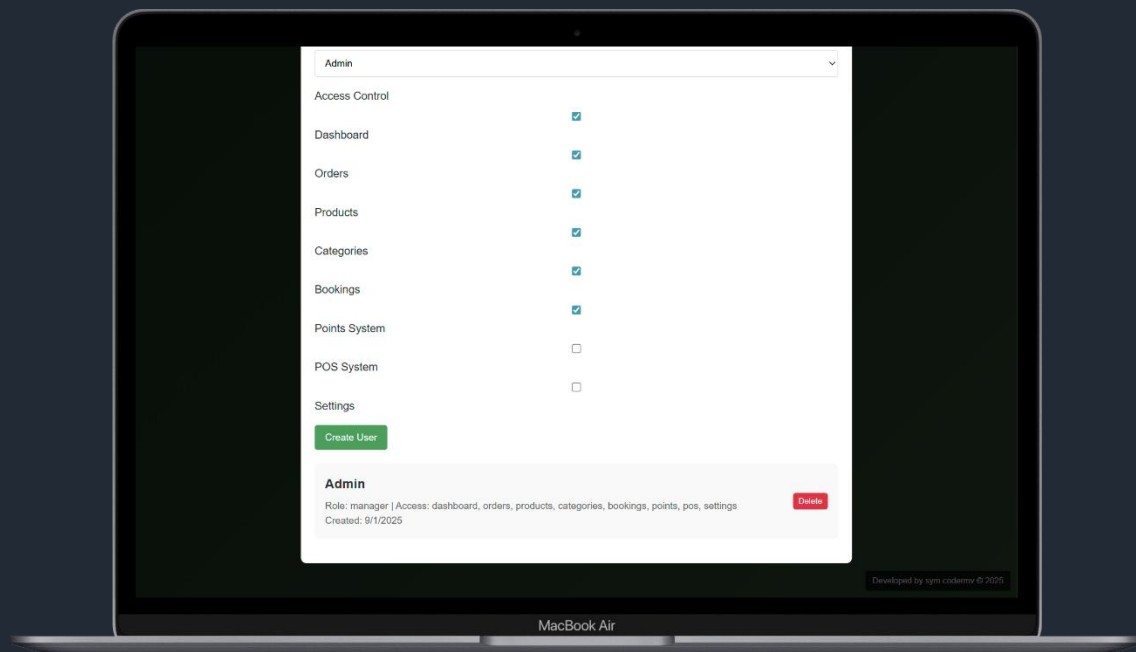 Admin
Access Control
Dashboard
Orders
Products
Categories
Bookings
Points System
POS System
Settings
Create User
Admin
Role: manager | Access: dashboard, orders, products, categories, bookings, points, pos, settings
Delete
Created: 9/1/2025
Developed by sym.codermv © 2025
MacBook Air